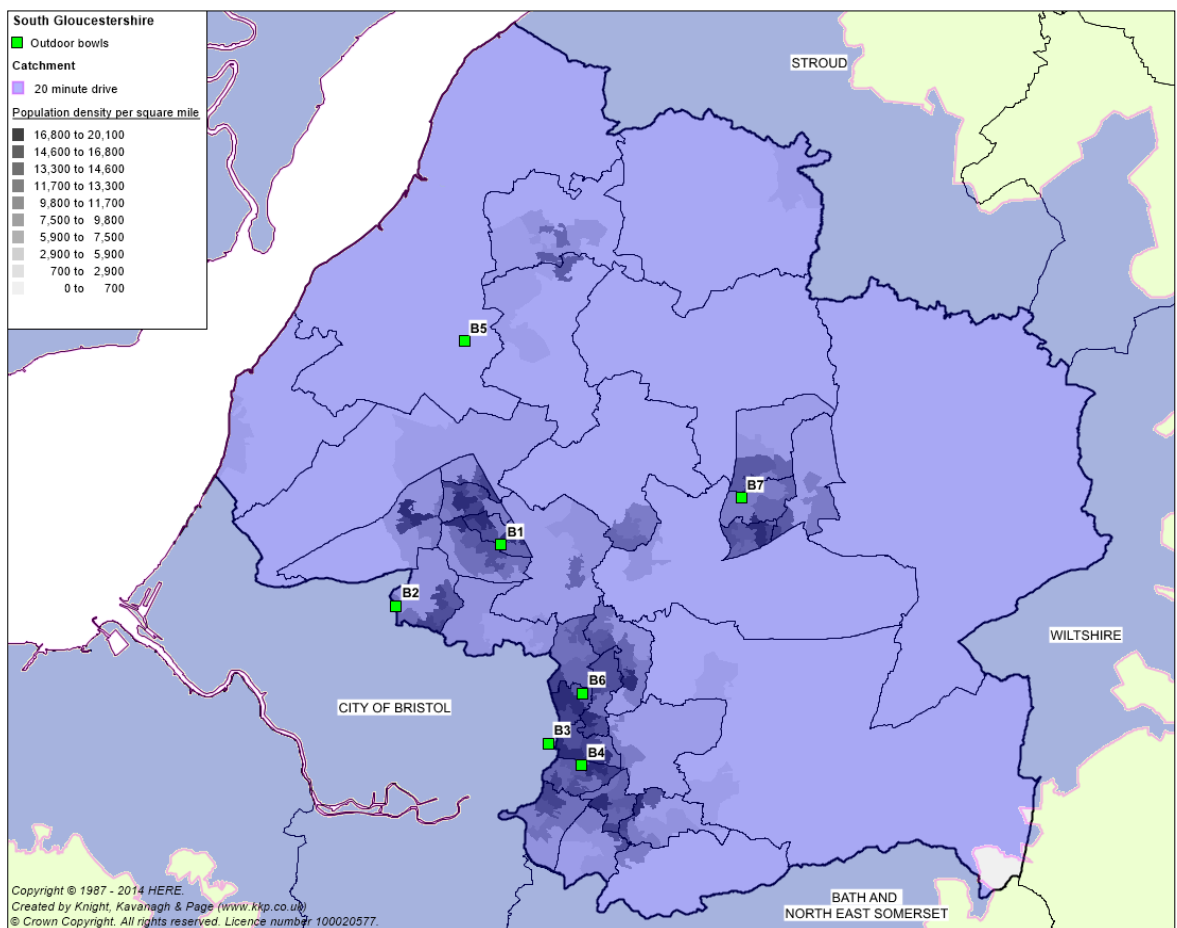 South Gloucestershire
Outdoor bowls
Catchment
20 minute drive
Population density per square mile
16,800 to 20,100
14,600 to 16,800
13,300 to 14,600
11,700 to 13,300
9,800 to 11,700
7,500 to 9,800
5,900 to 7,500
2,900 to 5,900
700 to 2,900
0 to 700
STROUD
B5
B7
B1
B2
WILTSHIRE
B6
CITY OF BRISTOL
B3
B4
BATH AND
NORTH EAST SOMERSET
Copyright © 1987 - 2014 HERE.
Created by Knight, Kavanagh & Page (www.kkp.co.uk)
© Crown Copyright. All rights reserved. Licence number 100020577.